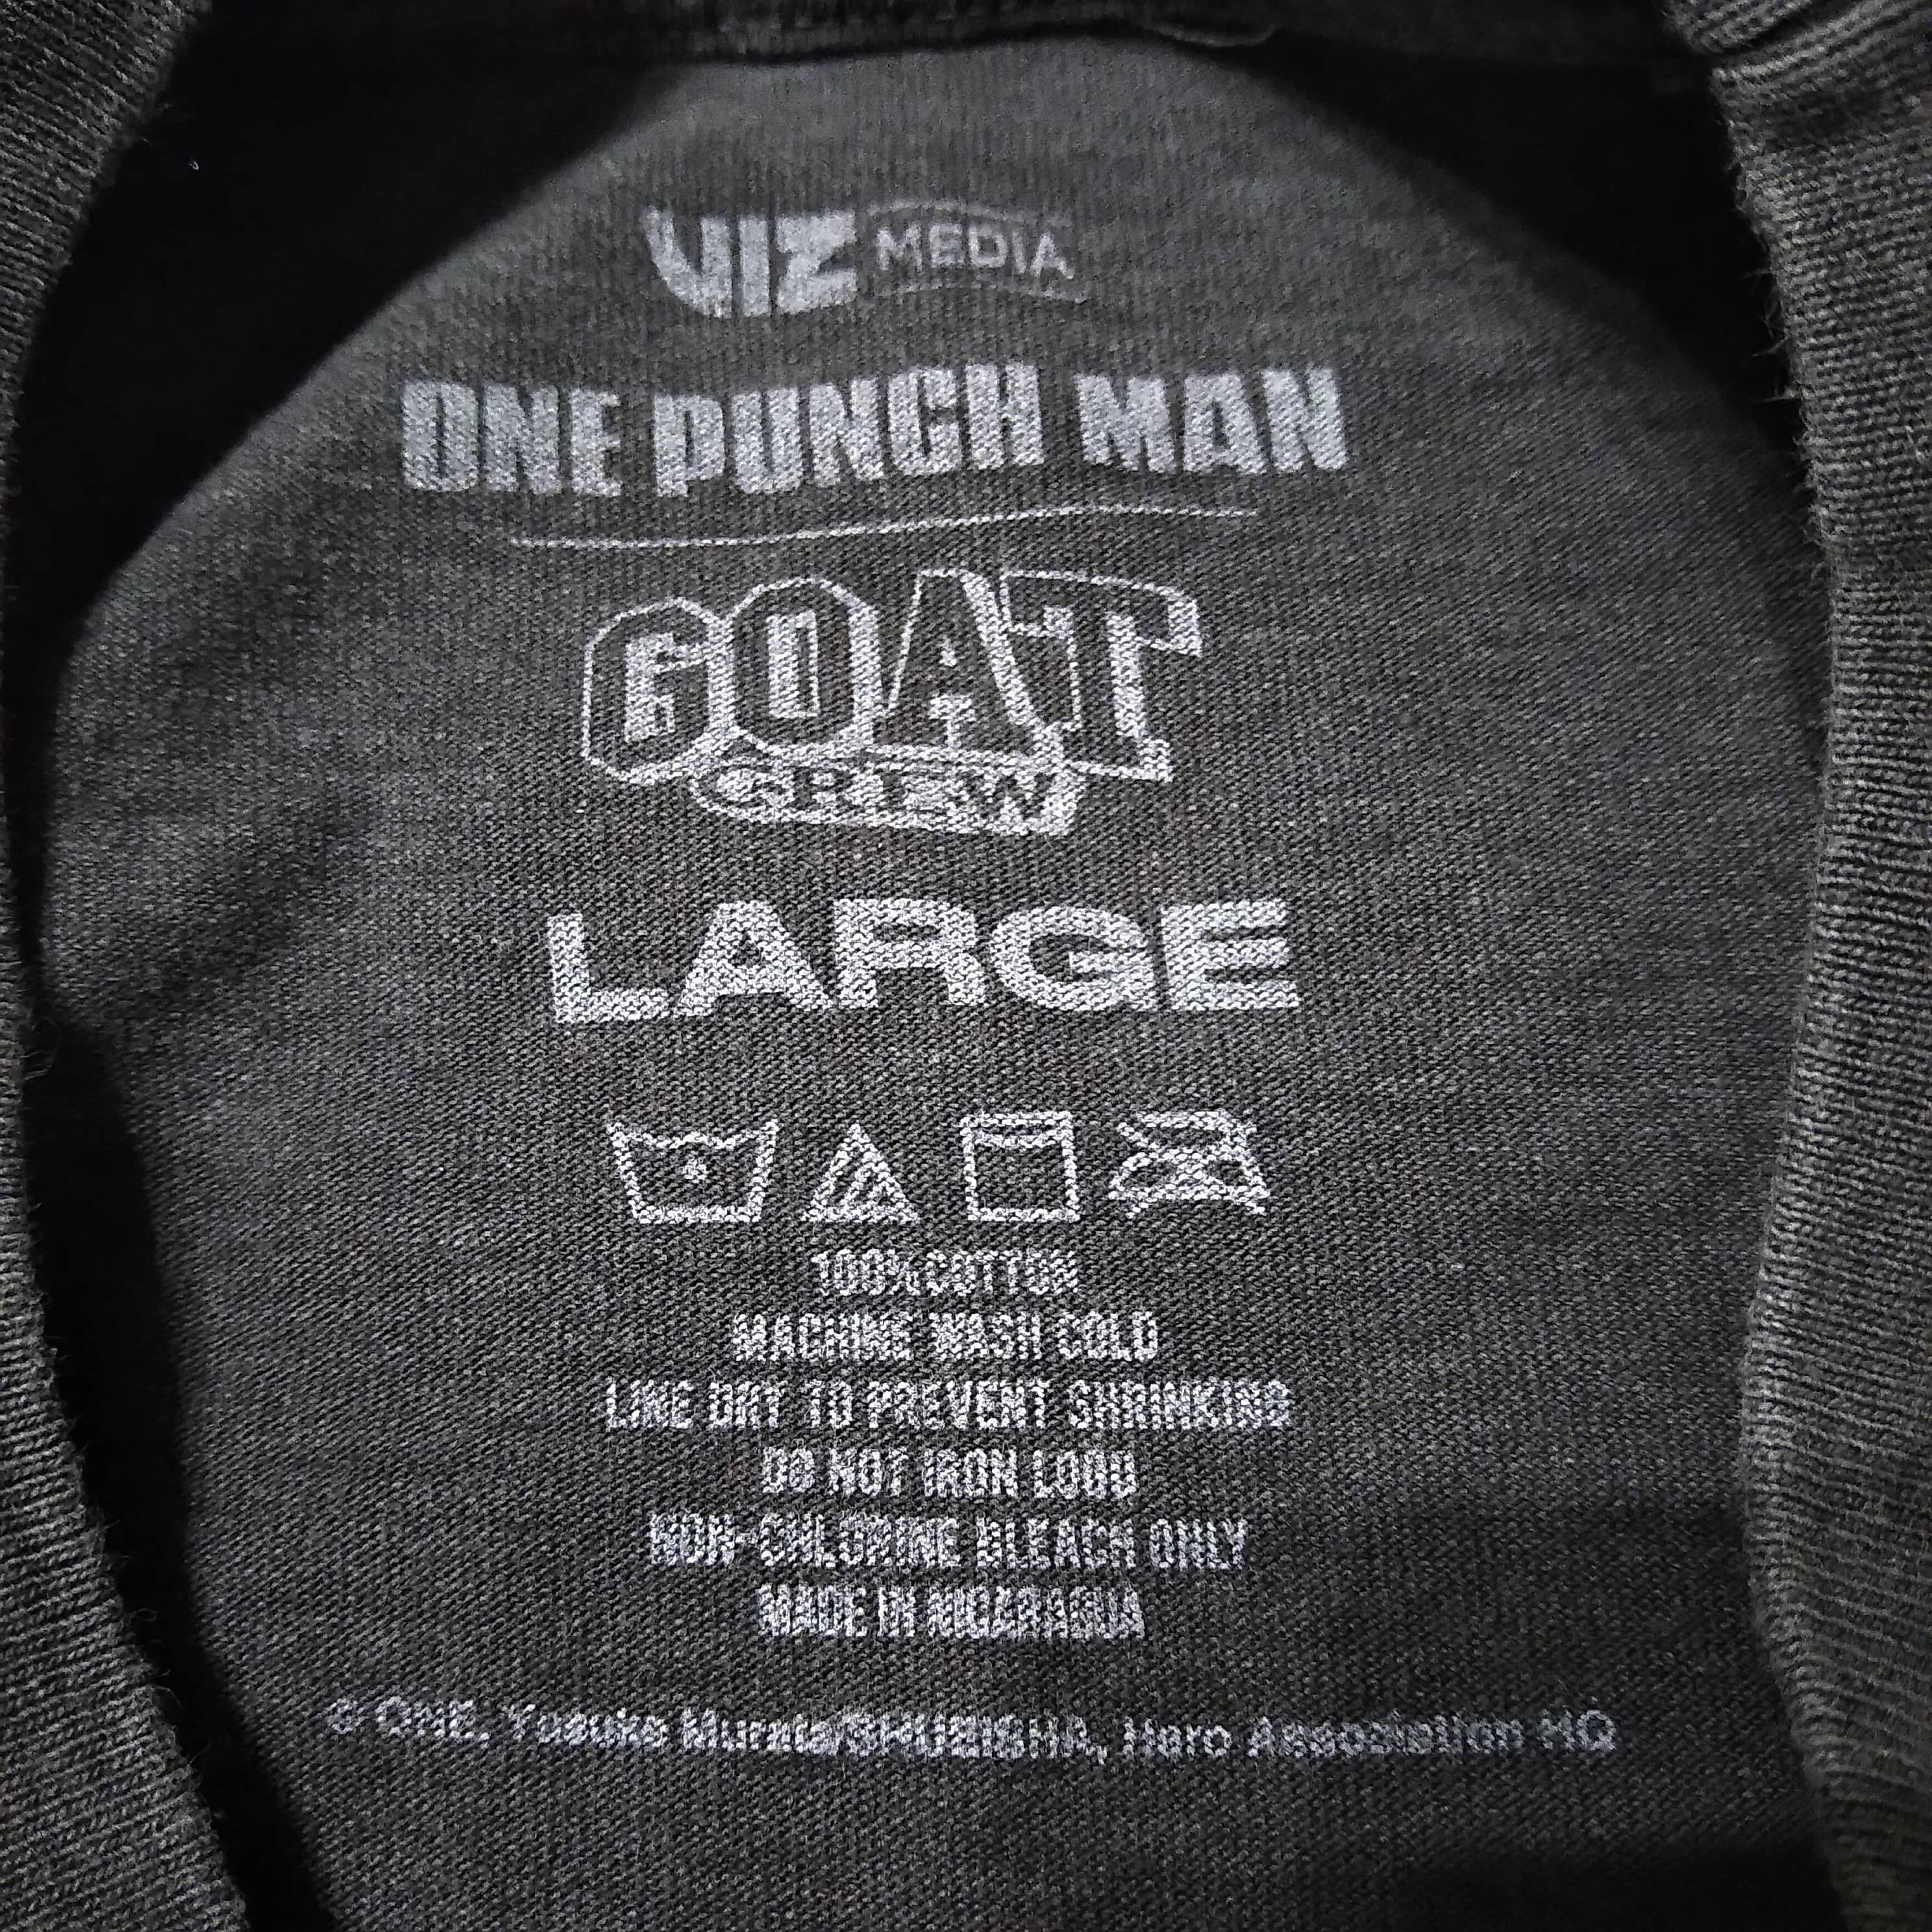 VIZ MEDIA
ONE PUNCH MAN
GOAT
CREW
LARGE
100% COTTON
MACHINE WASH COLD
LINE DRY TO PREVENT SHRINKING
DO NOT IRON LOGO
NON-CHLORINE BLEACH ONLY
MADE IN NICARAGUA
© ONE, Yusuke Murata/SHUEISHA, Hero Association HQ